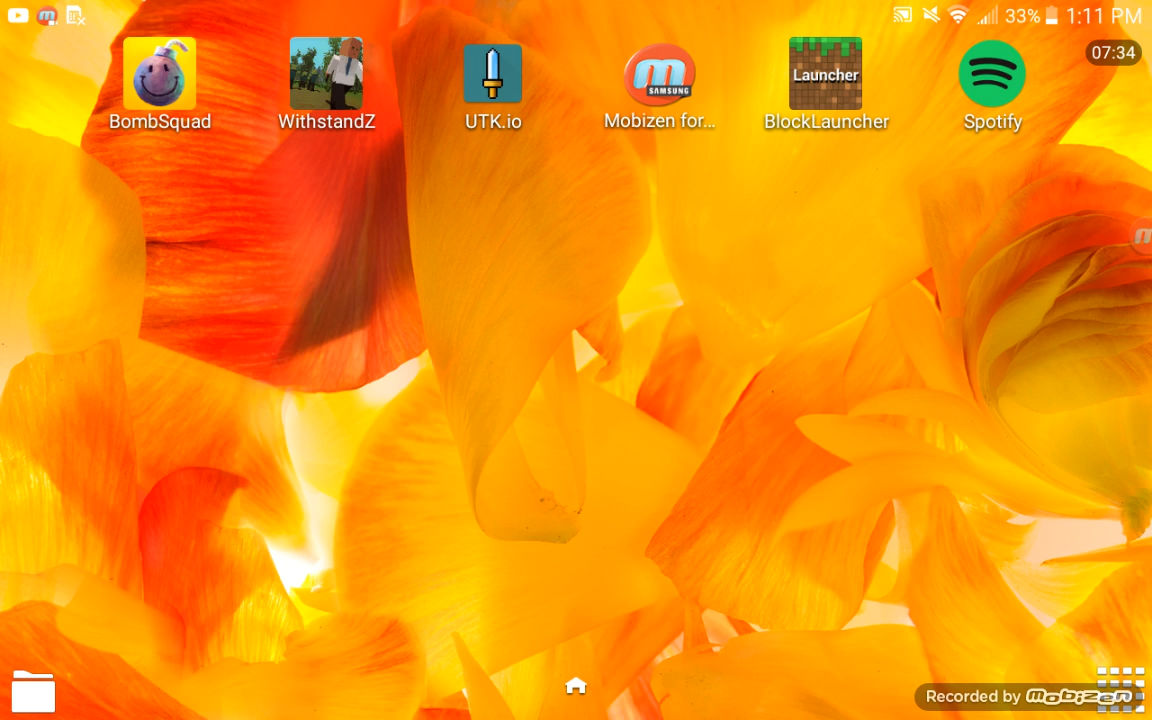 33% 1:11 PM
07:34
Launcher
m
SAMSUNG
BombSquad
WithstandZ
UTK.io
Mobizen for...
BlockLauncher
Spotify
Recorded by mobizen